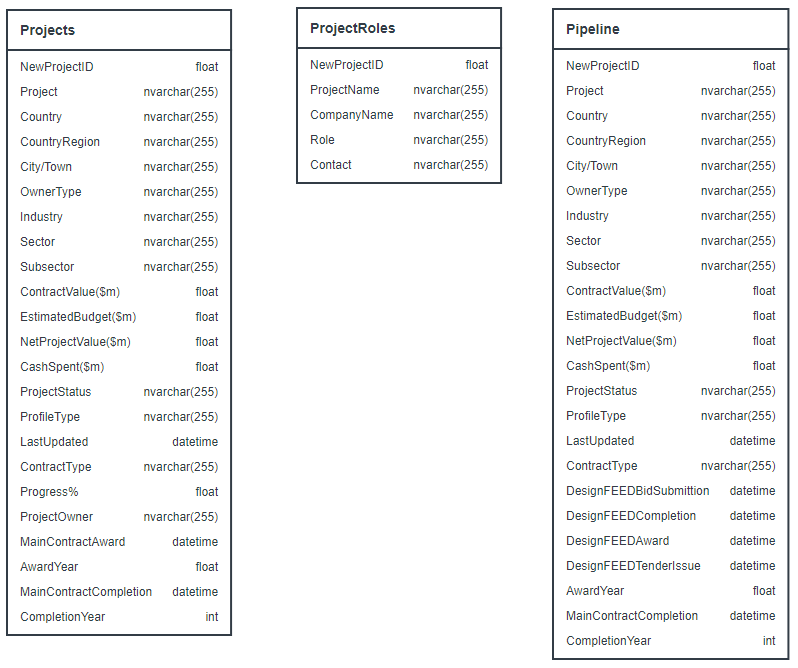 Projects
NewProjectID float
Project nvarchar(255)
Country nvarchar(255)
CountryRegion nvarchar(255)
City/Town nvarchar(255)
OwnerType nvarchar(255)
Industry nvarchar(255)
Sector nvarchar(255)
Subsector nvarchar(255)
ContractValue($m) float
EstimatedBudget($m) float
NetProjectValue($m) float
CashSpent($m) float
ProjectStatus nvarchar(255)
ProfileType nvarchar(255)
LastUpdated datetime
ContractType nvarchar(255)
Progress% float
ProjectOwner nvarchar(255)
MainContractAward datetime
AwardYear float
MainContractCompletion datetime
CompletionYear int
ProjectRoles
NewProjectID float
ProjectName nvarchar(255)
CompanyName nvarchar(255)
Role nvarchar(255)
Contact nvarchar(255)
Pipeline
NewProjectID float
Project nvarchar(255)
Country nvarchar(255)
CountryRegion nvarchar(255)
City/Town nvarchar(255)
OwnerType nvarchar(255)
Industry nvarchar(255)
Sector nvarchar(255)
Subsector nvarchar(255)
ContractValue($m) float
EstimatedBudget($m) float
NetProjectValue($m) float
CashSpent($m) float
ProjectStatus nvarchar(255)
ProfileType nvarchar(255)
LastUpdated datetime
ContractType nvarchar(255)
DesignFEEDBidSubmittion datetime
DesignFEEDCompletion datetime
DesignFEEDAward datetime
DesignFEEDTenderIssue datetime
AwardYear float
MainContractCompletion datetime
CompletionYear int